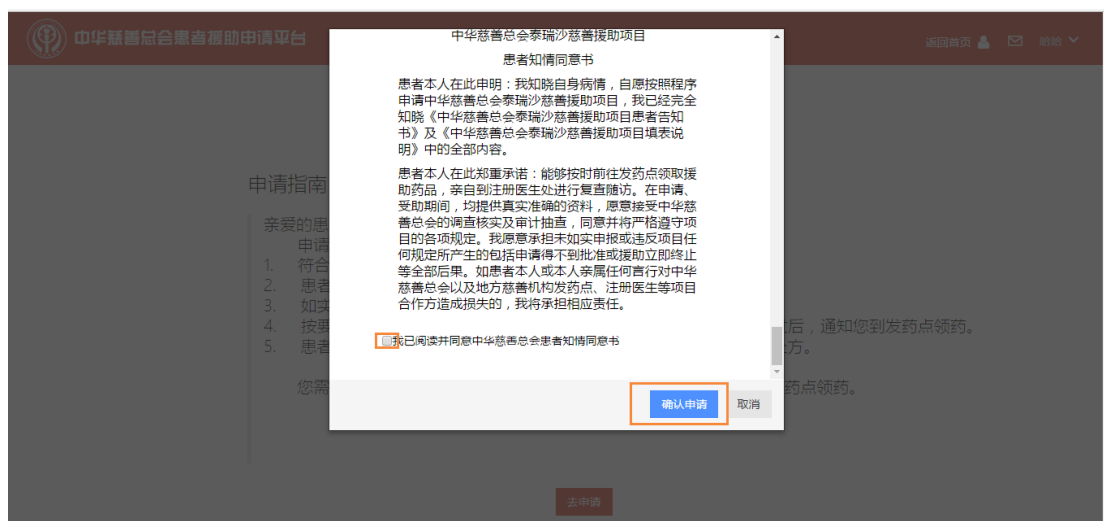 中华慈善总会患者援助申请平台
返回首页
哈哈
中华慈善总会泰瑞沙慈善援助项目
患者知情同意书
患者本人在此申明：我知晓自身病情，自愿按照程序
申请中华慈善总会泰瑞沙慈善援助项目，我已经完全
知晓《中华慈善总会泰瑞沙慈善援助项目患者告知
书》及《中华慈善总会泰瑞沙慈善援助项目填表说
明》中的全部内容。
患者本人在此郑重承诺：能够按时前往发药点领取援
助药品，亲自到注册医生处进行复查随访。在申请、
受助期间，均提供真实准确的资料，愿意接受中华慈
善总会的调查核实及审计抽查，同意并将严格遵守项
目的各项规定。我愿意承担未如实申报或违反项目任
何规定所产生的包括申请得不到批准或援助立即终止
等全部后果。如患者本人或本人亲属任何言行对中华
慈善总会以及地方慈善机构发药点、注册医生等项目
合作方造成损失的，我将承担相应责任。
我已阅读并同意中华慈善总会患者知情同意书
确认申请
取消
申请指南
亲爱的患
申请
1. 符合
2. 患者
3. 如实
4. 按要
后，通知您到发药点领药。
5. 患者
方。
您需
药点领药。
去申请